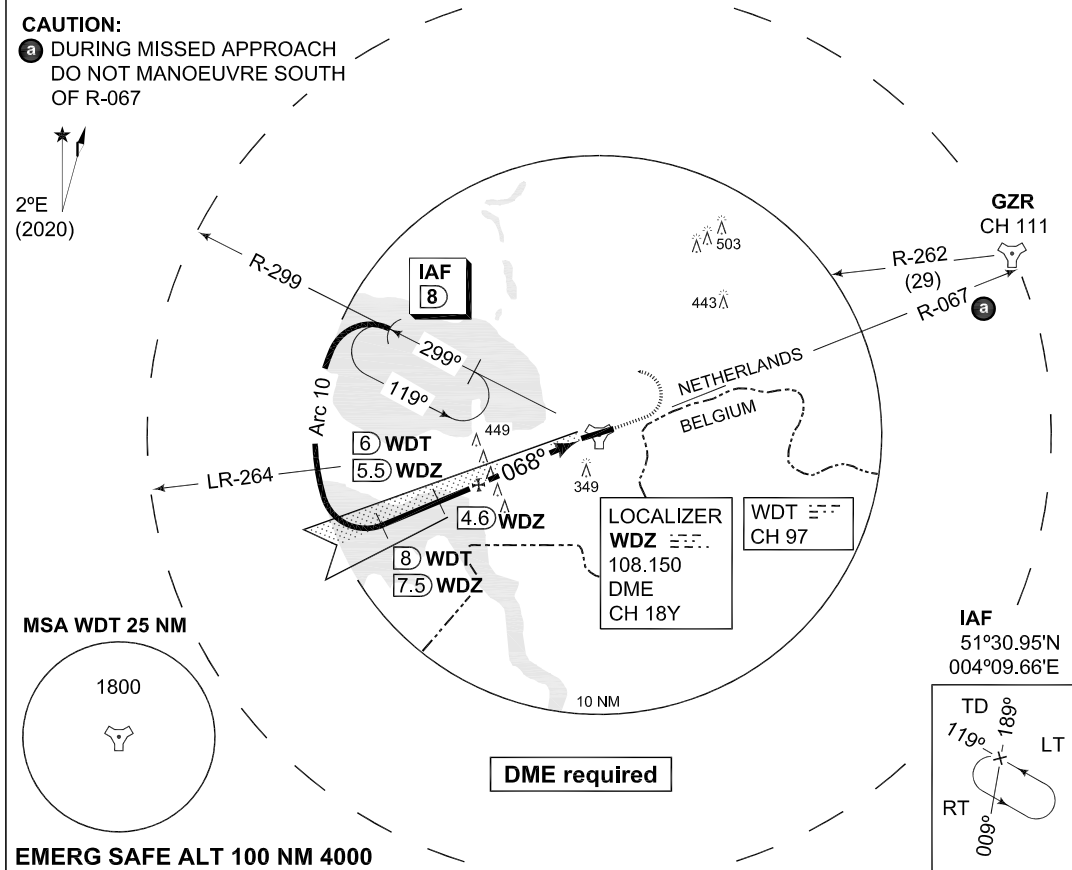 CAUTION:
a DURING MISSED APPROACH
DO NOT MANOEUVRE SOUTH
OF R-067
2ºE
(2020)
GZR
CH 111
503
R-262
(29)
R-067 a
443
R-299
IAF
8
299º
119º
Arc 10
NETHERLANDS
BELGIUM
449
6 WDT
5.5 WDZ
068º
349
LR-264
4.6 WDZ
8 WDT
7.5 WDZ
LOCALIZER
WDZ
108.150
DME
CH 18Y
WDT
CH 97
MSA WDT 25 NM
1800
10 NM
IAF
51º30.95'N
004º09.66'E
TD
119º
189º
LT
RT
009º
DME required
EMERG SAFE ALT 100 NM 4000